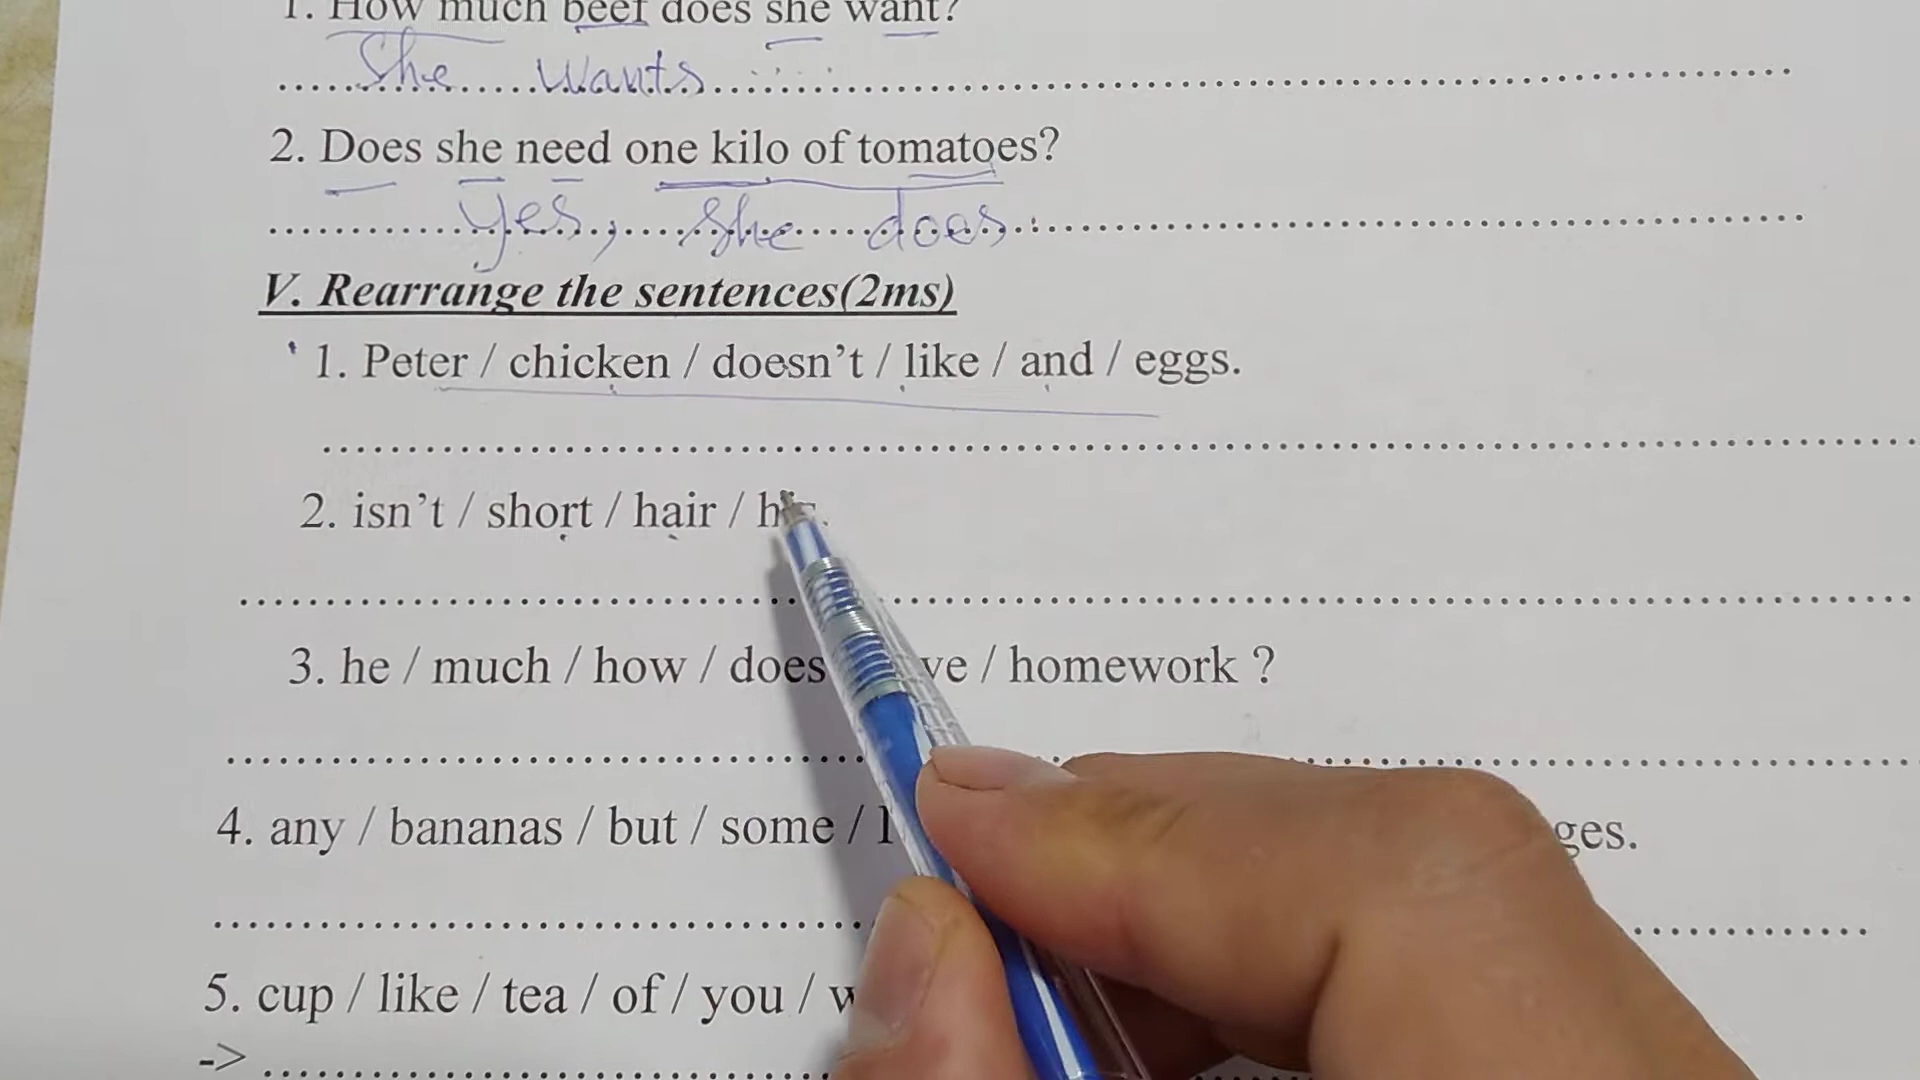 1. How much beef does she want?
She wants
2. Does she need one kilo of tomatoes?
yes, she does.
V. Rearrange the sentences(2ms)
1. Peter / chicken / doesn’t / like / and / eggs.
2. isn’t / short / hair /
3. he / much / how / does homework ?
4. any / bananas / but / some /
5. cup / like / tea / of / you /
->